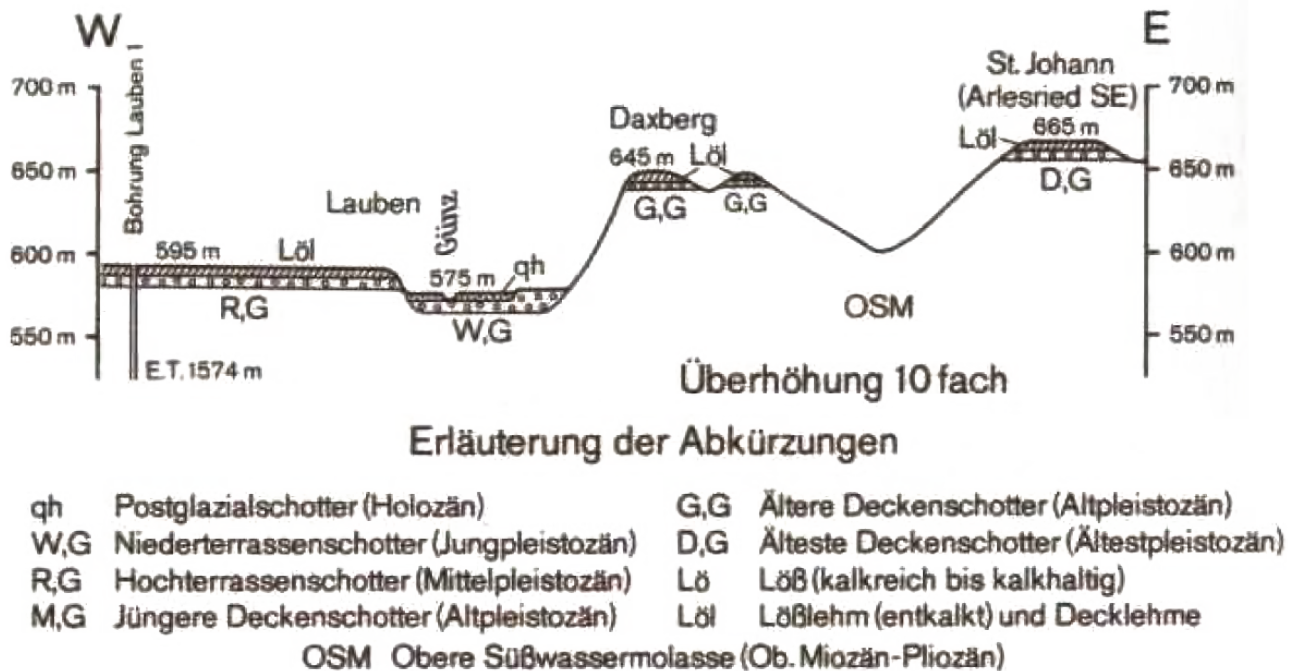 W
E
Bohrung Lauben 1
700 m
650 m
600 m
550 m
595 m
Löl
R,G
E.T. 1574 m
Lauben
Günz
575 m
qh
W,G
Daxberg
645 m
Löl
G,G
G,G
St. Johann
(Arlesried SE)
Löl
665 m
D,G
OSM
700 m
650 m
600 m
550 m
Überhöhung 10 fach
Erläuterung der Abkürzungen
qh Postglazialschotter (Holozän)
W,G Niederterrassenschotter (Jungpleistozän)
R,G Hochterrassenschotter (Mittelpleistozän)
M,G Jüngere Deckenschotter (Altpleistozän)
G,G Ältere Deckenschotter (Altpleistozän)
D,G Älteste Deckenschotter (Ältestpleistozän)
Lö Löß (kalkreich bis kalkhaltig)
Löl Lößlehm (entkalkt) und Decklehme
OSM Obere Süßwassermolasse (Ob. Miozän-Pliozän)